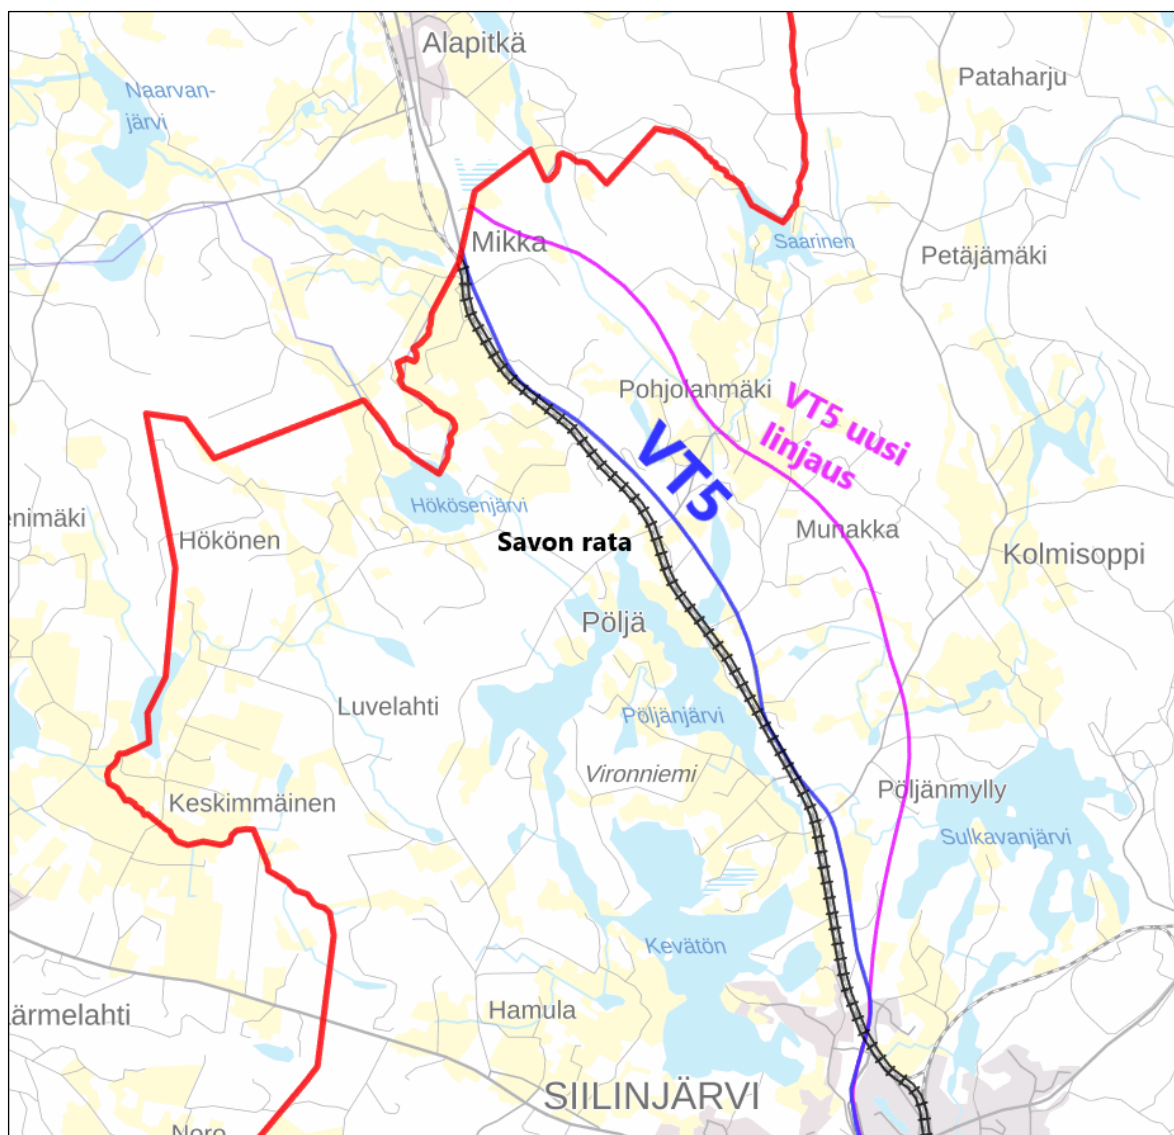 Alapitkä
Pataharju
Naarvan-
järvi
Mikka
Saarinen
Petäjämäki
Pohjolanmäki
VT5 uusi
linjaus
VT5
Hökösenjärvi
enimäki
Hökönen
Savon rata
Munakka
Kolmisoppi
Pöljä
Luvelahti
Pöljänjärvi
Vironniemi
Keskimmäinen
Pöljänmylly
Sulkavanjärvi
Kevätön
ärmelahti
Hamula
SIILINJÄRVI
Noro